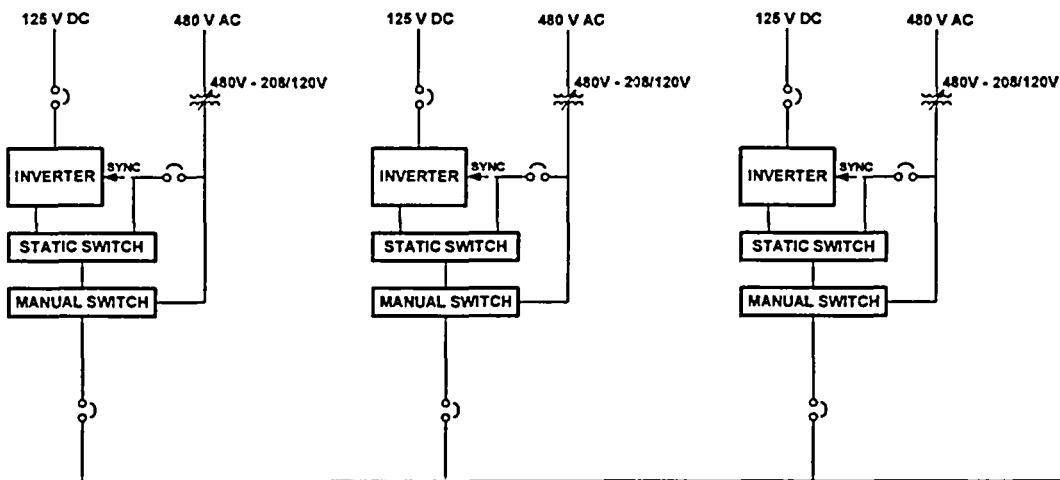 125 V DC 480 V AC 125 V DC 480 V AC 125 V DC 480 V AC
480V - 208/120V 480V - 208/120V 480V - 208/120V
INVERTER SYNC INVERTER SYNC INVERTER SYNC
STATIC SWITCH STATIC SWITCH STATIC SWITCH
MANUAL SWITCH MANUAL SWITCH MANUAL SWITCH